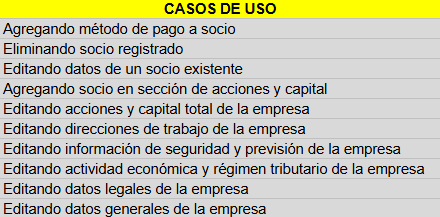 CASOS DE USO
Agregando método de pago a socio
Eliminando socio registrado
Editando datos de un socio existente
Agregando socio en sección de acciones y capital
Editando acciones y capital total de la empresa
Editando direcciones de trabajo de la empresa
Editando información de seguridad y previsión de la empresa
Editando actividad económica y régimen tributario de la empresa
Editando datos legales de la empresa
Editando datos generales de la empresa